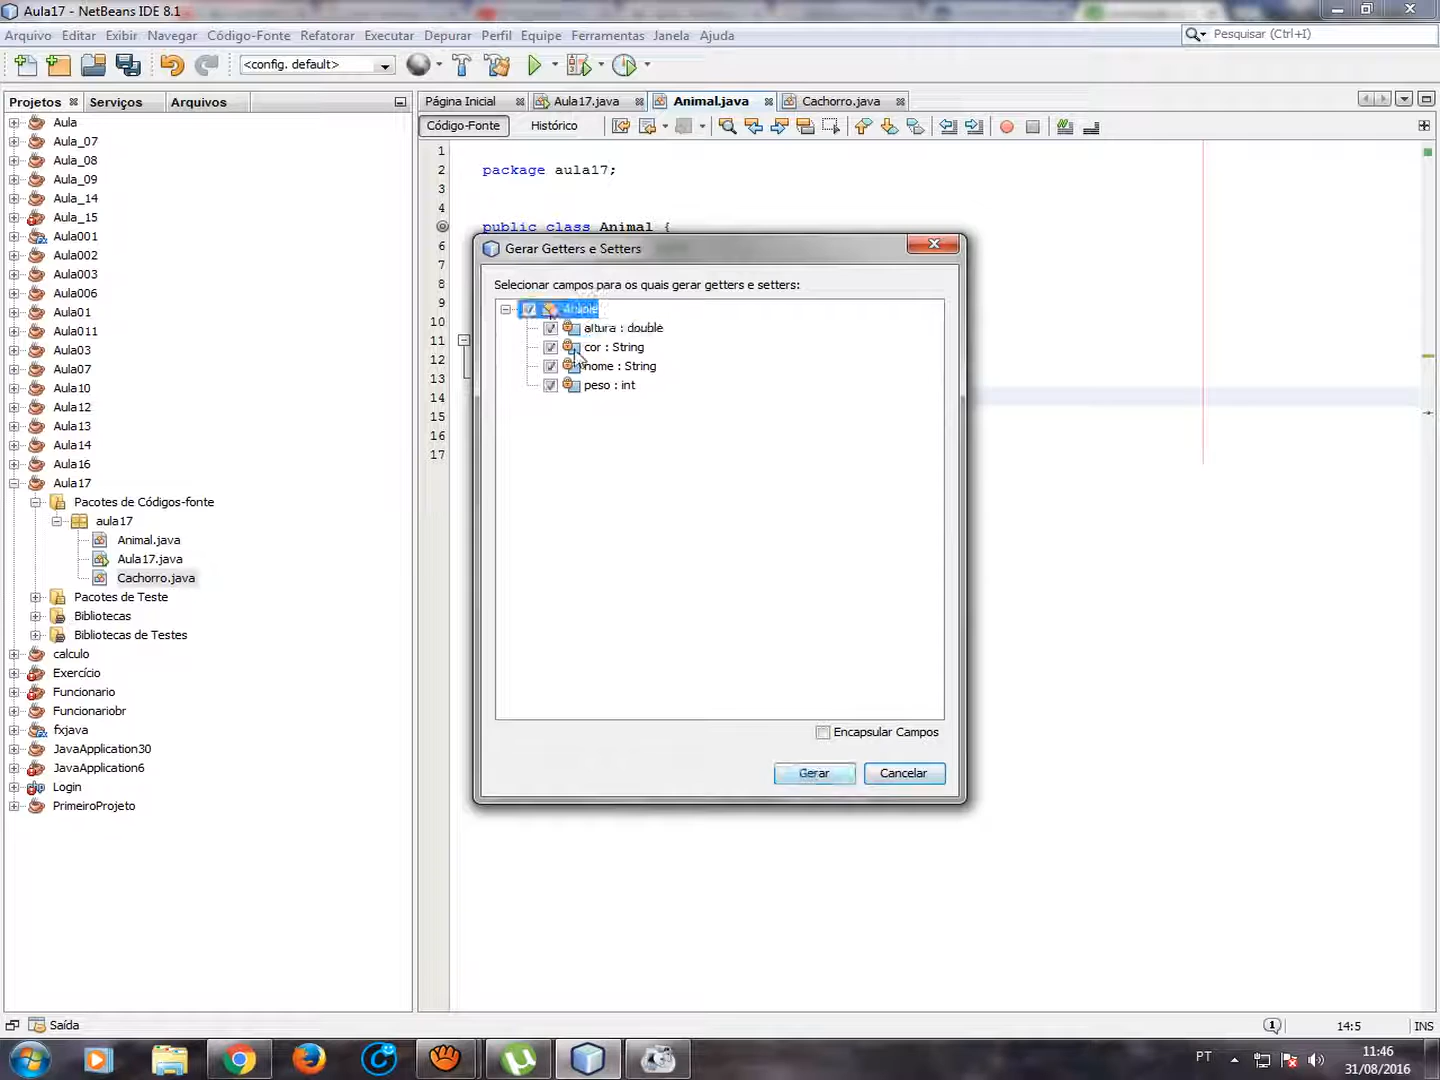 Aula17 - NetBeans IDE 8.1
Arquivo Editar Exibir Navegar Código-Fonte Refatorar Executar Depurar Perfil Equipe Ferramentas Janela Ajuda
Pesquisar (Ctrl+I)
<config. default>
Projetos Serviços Arquivos
Página Inicial Aula17.java Animal.java Cachorro.java
Código-Fonte Histórico
Aula
Aula_07
Aula_08
Aula_09
Aula_14
Aula_15
Aula001
Aula002
Aula003
Aula006
Aula01
Aula011
Aula03
Aula07
Aula10
Aula12
Aula13
Aula14
Aula16
Aula17
Pacotes de Códigos-fonte
aula17
Animal.java
Aula17.java
Cachorro.java
Pacotes de Teste
Bibliotecas
Bibliotecas de Testes
calculo
Exercício
Funcionario
Funcionariobr
fxjava
JavaApplication30
JavaApplication6
Login
PrimeiroProjeto
1
2 package aula17;
3
4
public class Animal {
6
7
8
9
10
11
12
13
14
15
16
17
Gerar Getters e Setters
Selecionar campos para os quais gerar getters e setters:
altura : double
cor : String
nome : String
peso : int
Encapsular Campos
Gerar Cancelar
Saída
1 14:5 INS
PT
11:46
31/08/2016